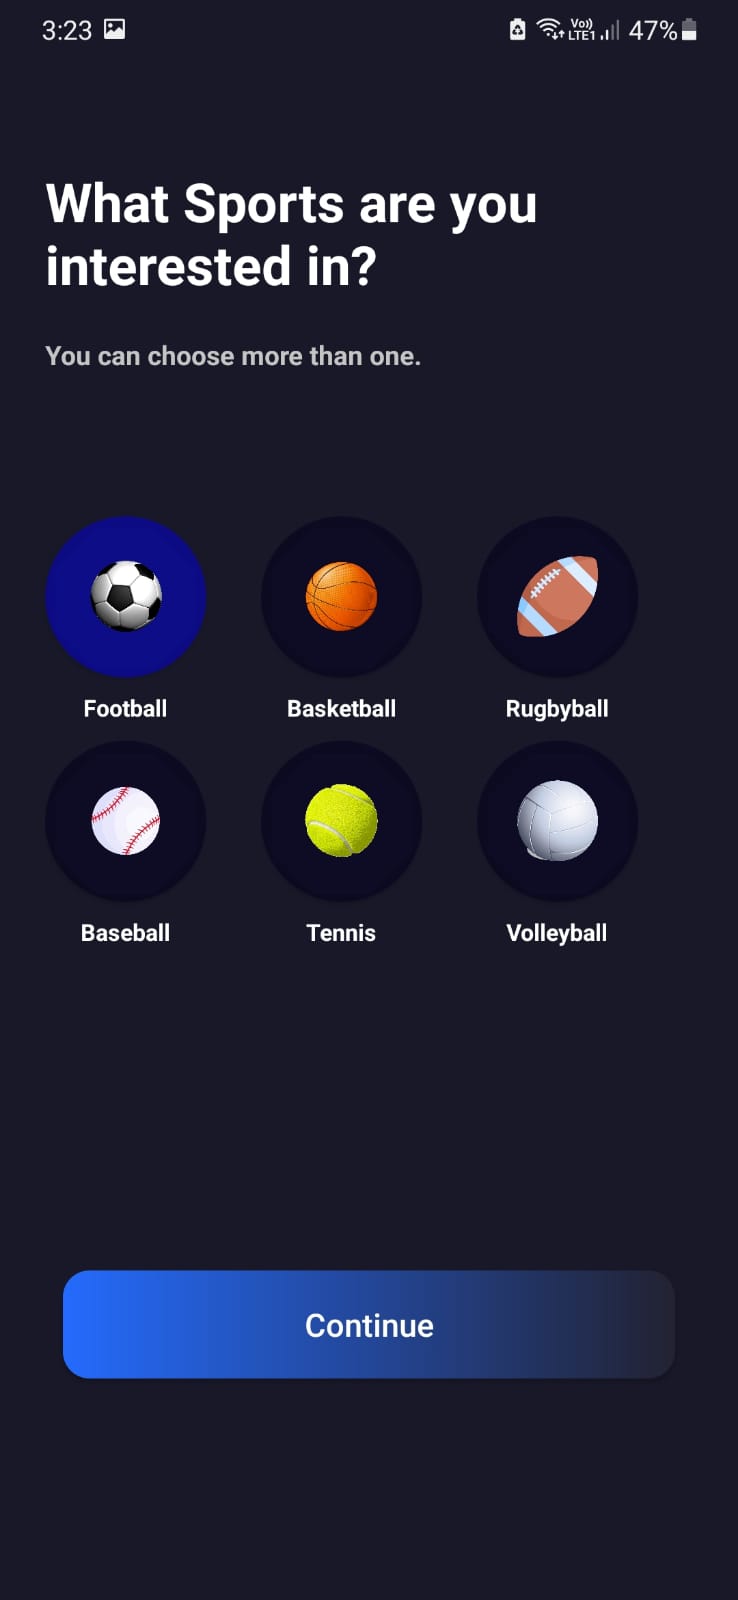 3:23 Vo)) LTE1 47%
What Sports are you
interested in?
You can choose more than one.
Football Basketball Rugbyball
Baseball Tennis Volleyball
Continue